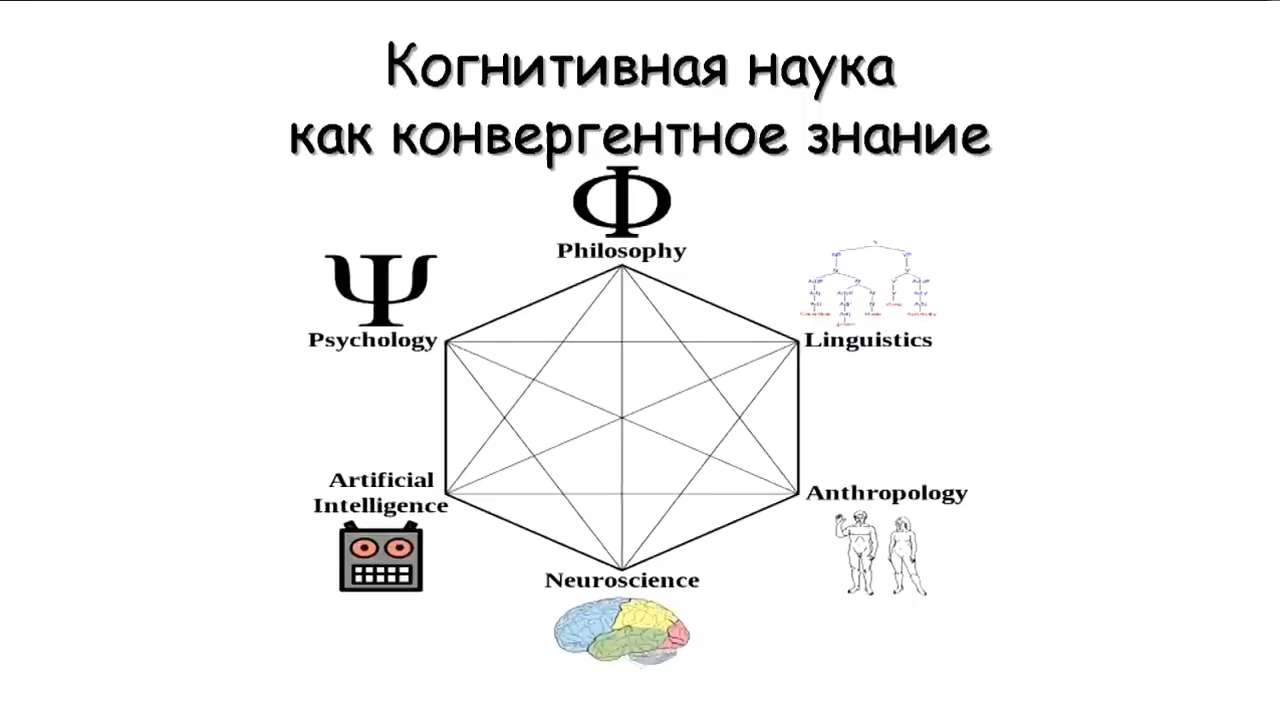 Когнитивная наука
как конвергентное знание
Φ
Philosophy
Ψ
Psychology
Linguistics
Artificial
Intelligence
Anthropology
Neuroscience